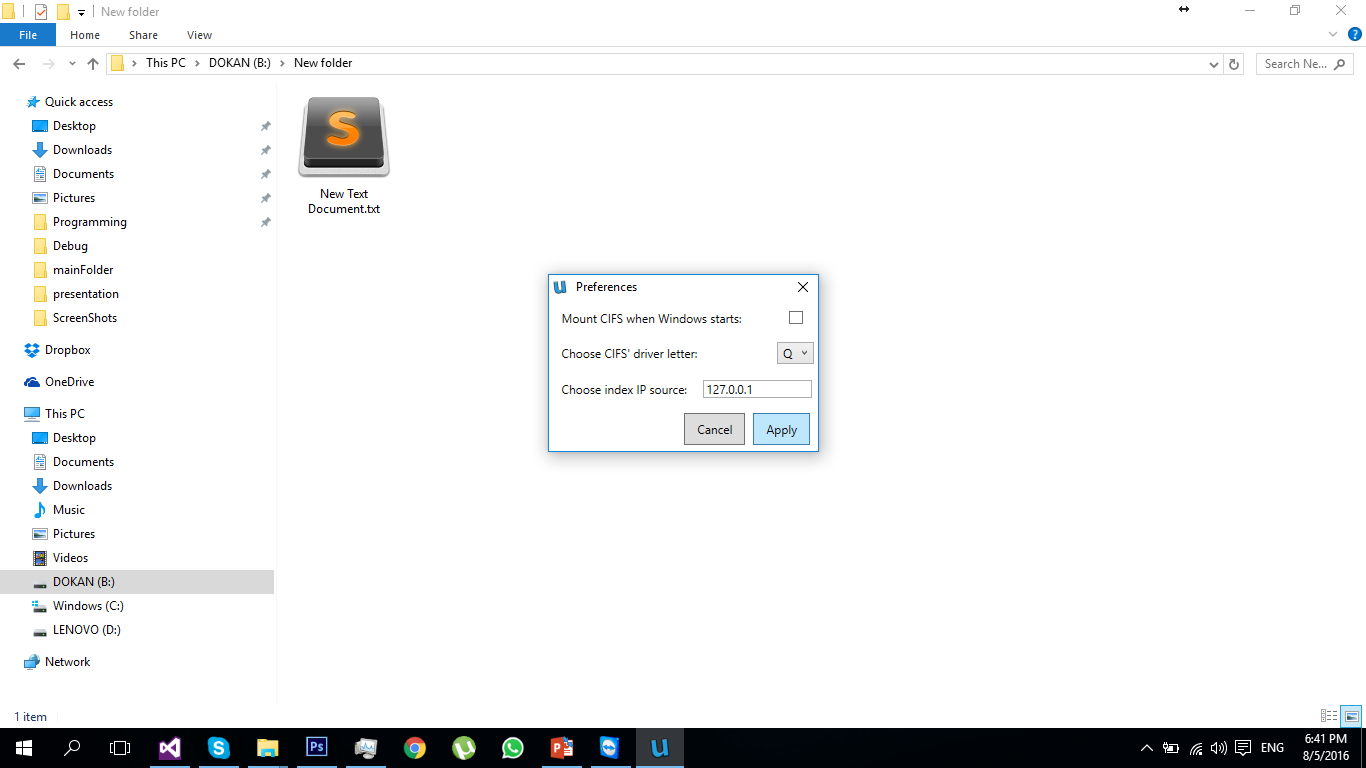 New folder
File Home Share View
This PC DOKAN (B:) New folder
Search Ne...
Quick access
Desktop
Downloads
Documents
Pictures
Programming
Debug
mainFolder
presentation
ScreenShots
Dropbox
OneDrive
This PC
Desktop
Documents
Downloads
Music
Pictures
Videos
DOKAN (B:)
Windows (C:)
LENOVO (D:)
Network
S
New Text
Document.txt
Preferences
Mount CIFS when Windows starts:
Choose CIFS' driver letter: Q
Choose index IP source: 127.0.0.1
Cancel Apply
1 item
Ps
ENG
6:41 PM
8/5/2016